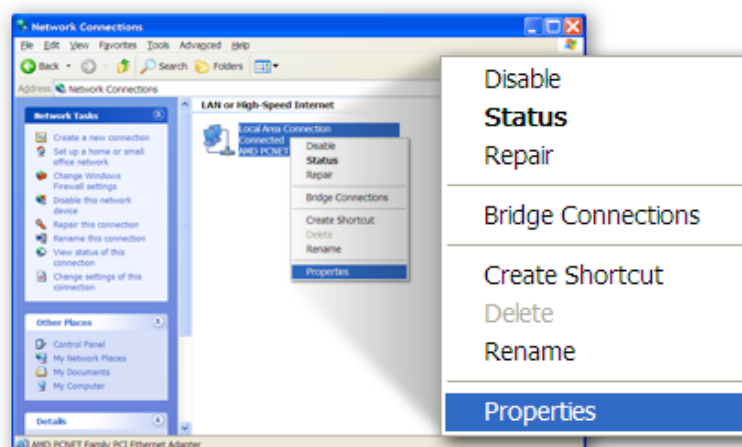 Network Connections
File Edit View Favorites Tools Advanced Help
Back Search Folders
Address Network Connections
Network Tasks
Create a new connection
Set up a home or small
office network
Change Windows
Firewall settings
Disable this network
device
Repair this connection
Rename this connection
View status of this
connection
Change settings of this
connection
Other Places
Control Panel
My Network Places
My Documents
My Computer
Details
LAN or High-Speed Internet
Local Area Connection
Connected
AMD PCNET
Disable
Status
Repair
Bridge Connections
Create Shortcut
Delete
Rename
Properties
AMD PCNET Family PCI Ethernet Adapter
Disable
Status
Repair
Bridge Connections
Create Shortcut
Delete
Rename
Properties